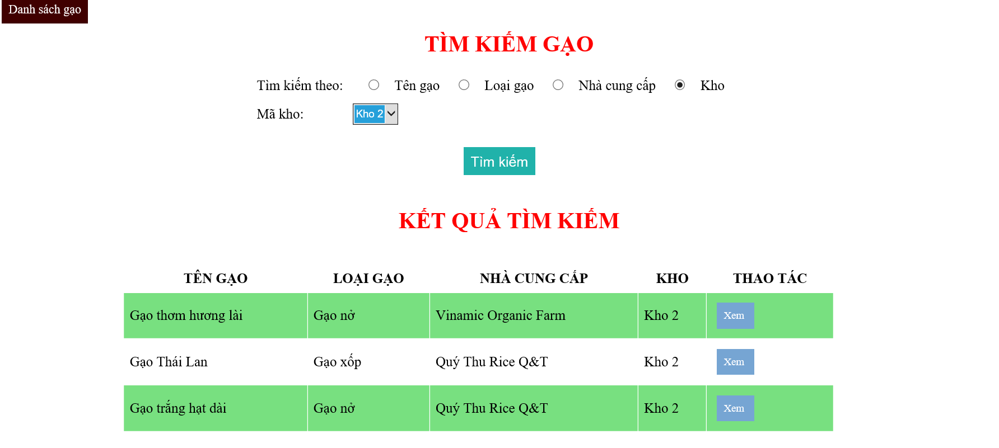 Danh sách gạo
TÌM KIẾM GẠO
Tìm kiếm theo: Tên gạo Loại gạo Nhà cung cấp Kho
Mã kho: Kho 2
Tìm kiếm
KẾT QUẢ TÌM KIẾM
TÊN GẠO LOẠI GẠO NHÀ CUNG CẤP KHO THAO TÁC
Gạo thơm hương lài Gạo nở Vinamic Organic Farm Kho 2 Xem
Gạo Thái Lan Gạo xốp Quý Thu Rice Q&T Kho 2 Xem
Gạo trắng hạt dài Gạo nở Quý Thu Rice Q&T Kho 2 Xem